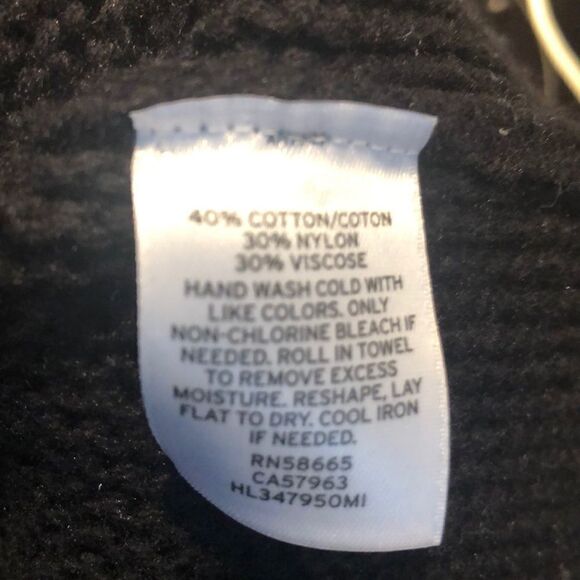 40% COTTON/COTON
30% NYLON
30% VISCOSE
HAND WASH COLD WITH
LIKE COLORS. ONLY
NON-CHLORINE BLEACH IF
NEEDED. ROLL IN TOWEL
TO REMOVE EXCESS
MOISTURE. RESHAPE, LAY
FLAT TO DRY. COOL IRON
IF NEEDED.
RN58665
CA57963
HL347950MI